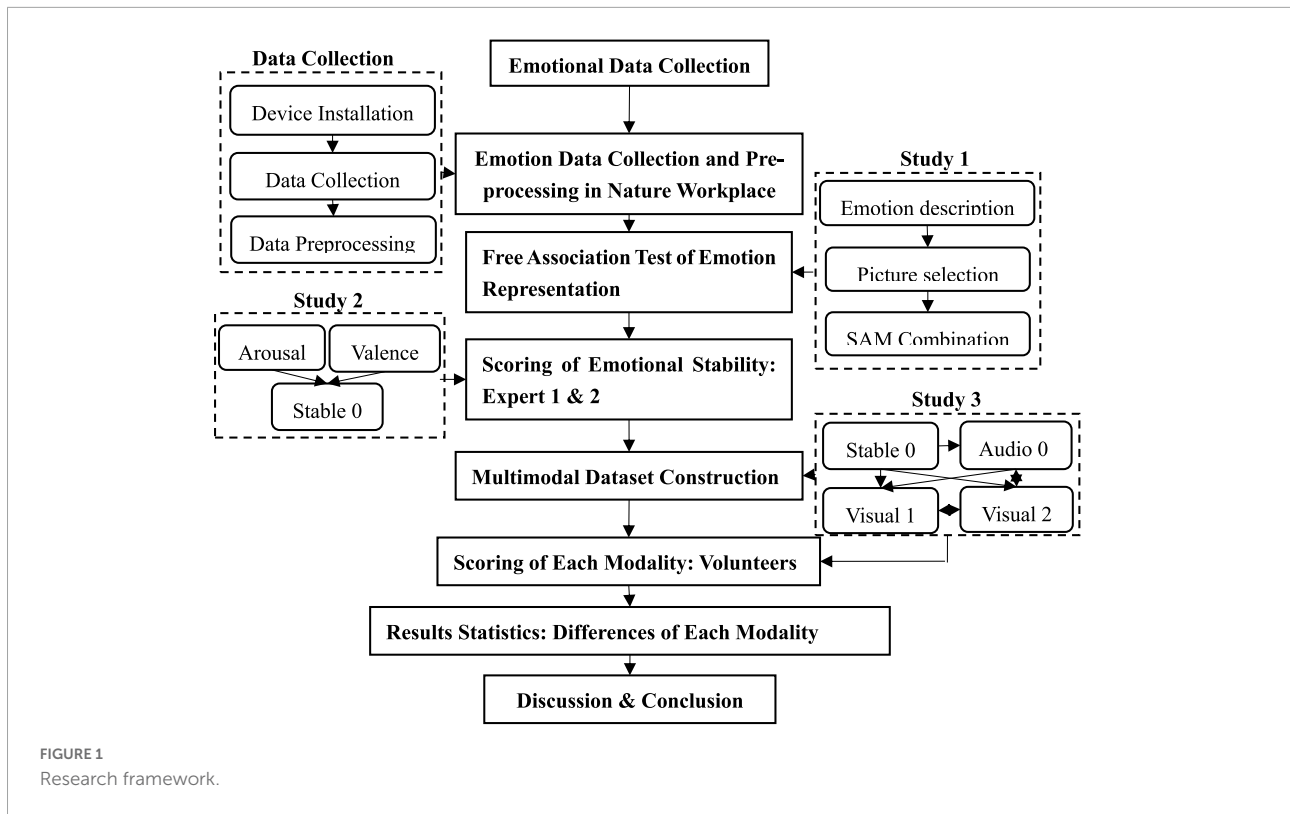 Emotional Data Collection
Data Collection
Device Installation
Data Collection
Data Preprocessing
Emotion Data Collection and Pre-
processing in Nature Workplace
Study 1
Emotion description
Picture selection
SAM Combination
Free Association Test of Emotion
Representation
Study 2
Arousal
Valence
Stable 0
Scoring of Emotional Stability:
Expert 1 & 2
Study 3
Stable 0
Audio 0
Visual 1
Visual 2
Multimodal Dataset Construction
Scoring of Each Modality: Volunteers
Results Statistics: Differences of Each Modality
Discussion & Conclusion
FIGURE 1
Research framework.